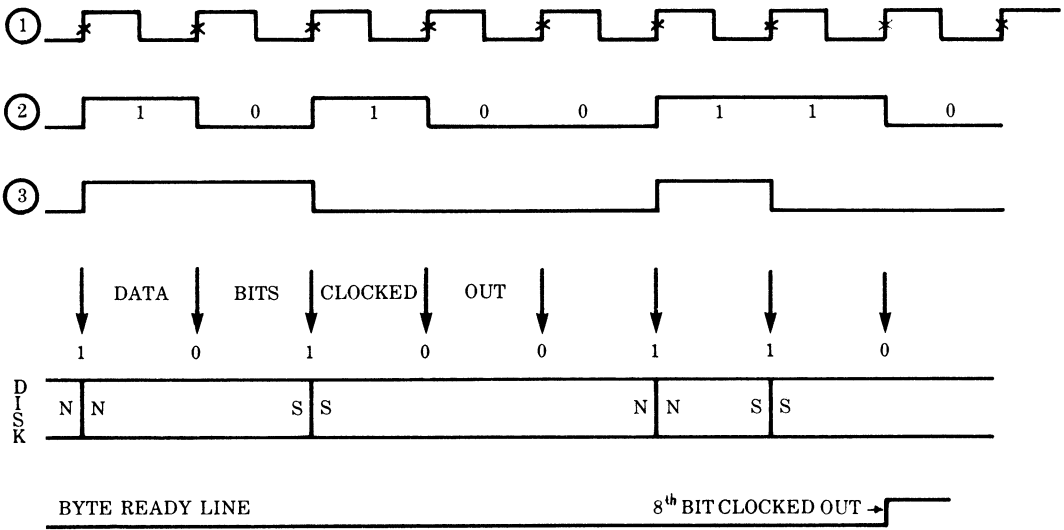 1
2
1 0 1 0 0 1 1 0
3
DATA BITS CLOCKED OUT
1 0 1 0 0 1 1 0
DISK
N N S S N N S S
BYTE READY LINE 8th BIT CLOCKED OUT